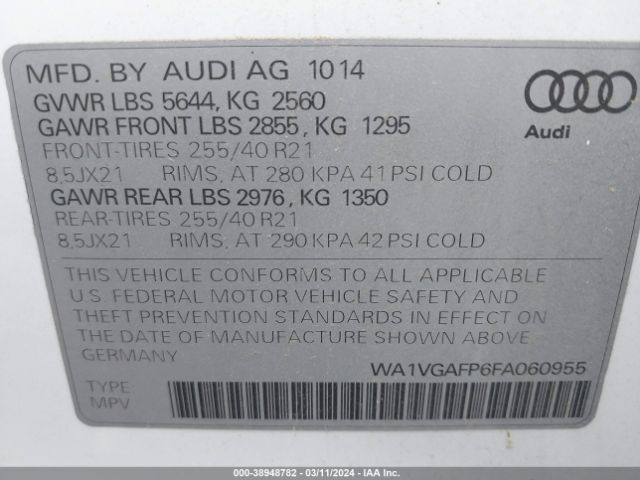 MFD. BY AUDI AG 1014
GVWR LBS 5644, KG 2560
GAWR FRONT LBS 2855, KG 1295
FRONT-TIRES 255/40 R21
8,5JX21 RIMS, AT 280 KPA 41 PSI COLD
GAWR REAR LBS 2976, KG 1350
REAR-TIRES 255/40 R21
8,5JX21 RIMS, AT 290 KPA 42 PSI COLD
Audi
THIS VEHICLE CONFORMS TO ALL APPLICABLE
U.S. FEDERAL MOTOR VEHICLE SAFETY AND
THEFT PREVENTION STANDARDS IN EFFECT ON
THE DATE OF MANUFACTURE SHOWN ABOVE.
GERMANY
WA1VGAFP6FA060955
TYPE:
MPV
000-38948782 - 03/11/2024 - IAA Inc.